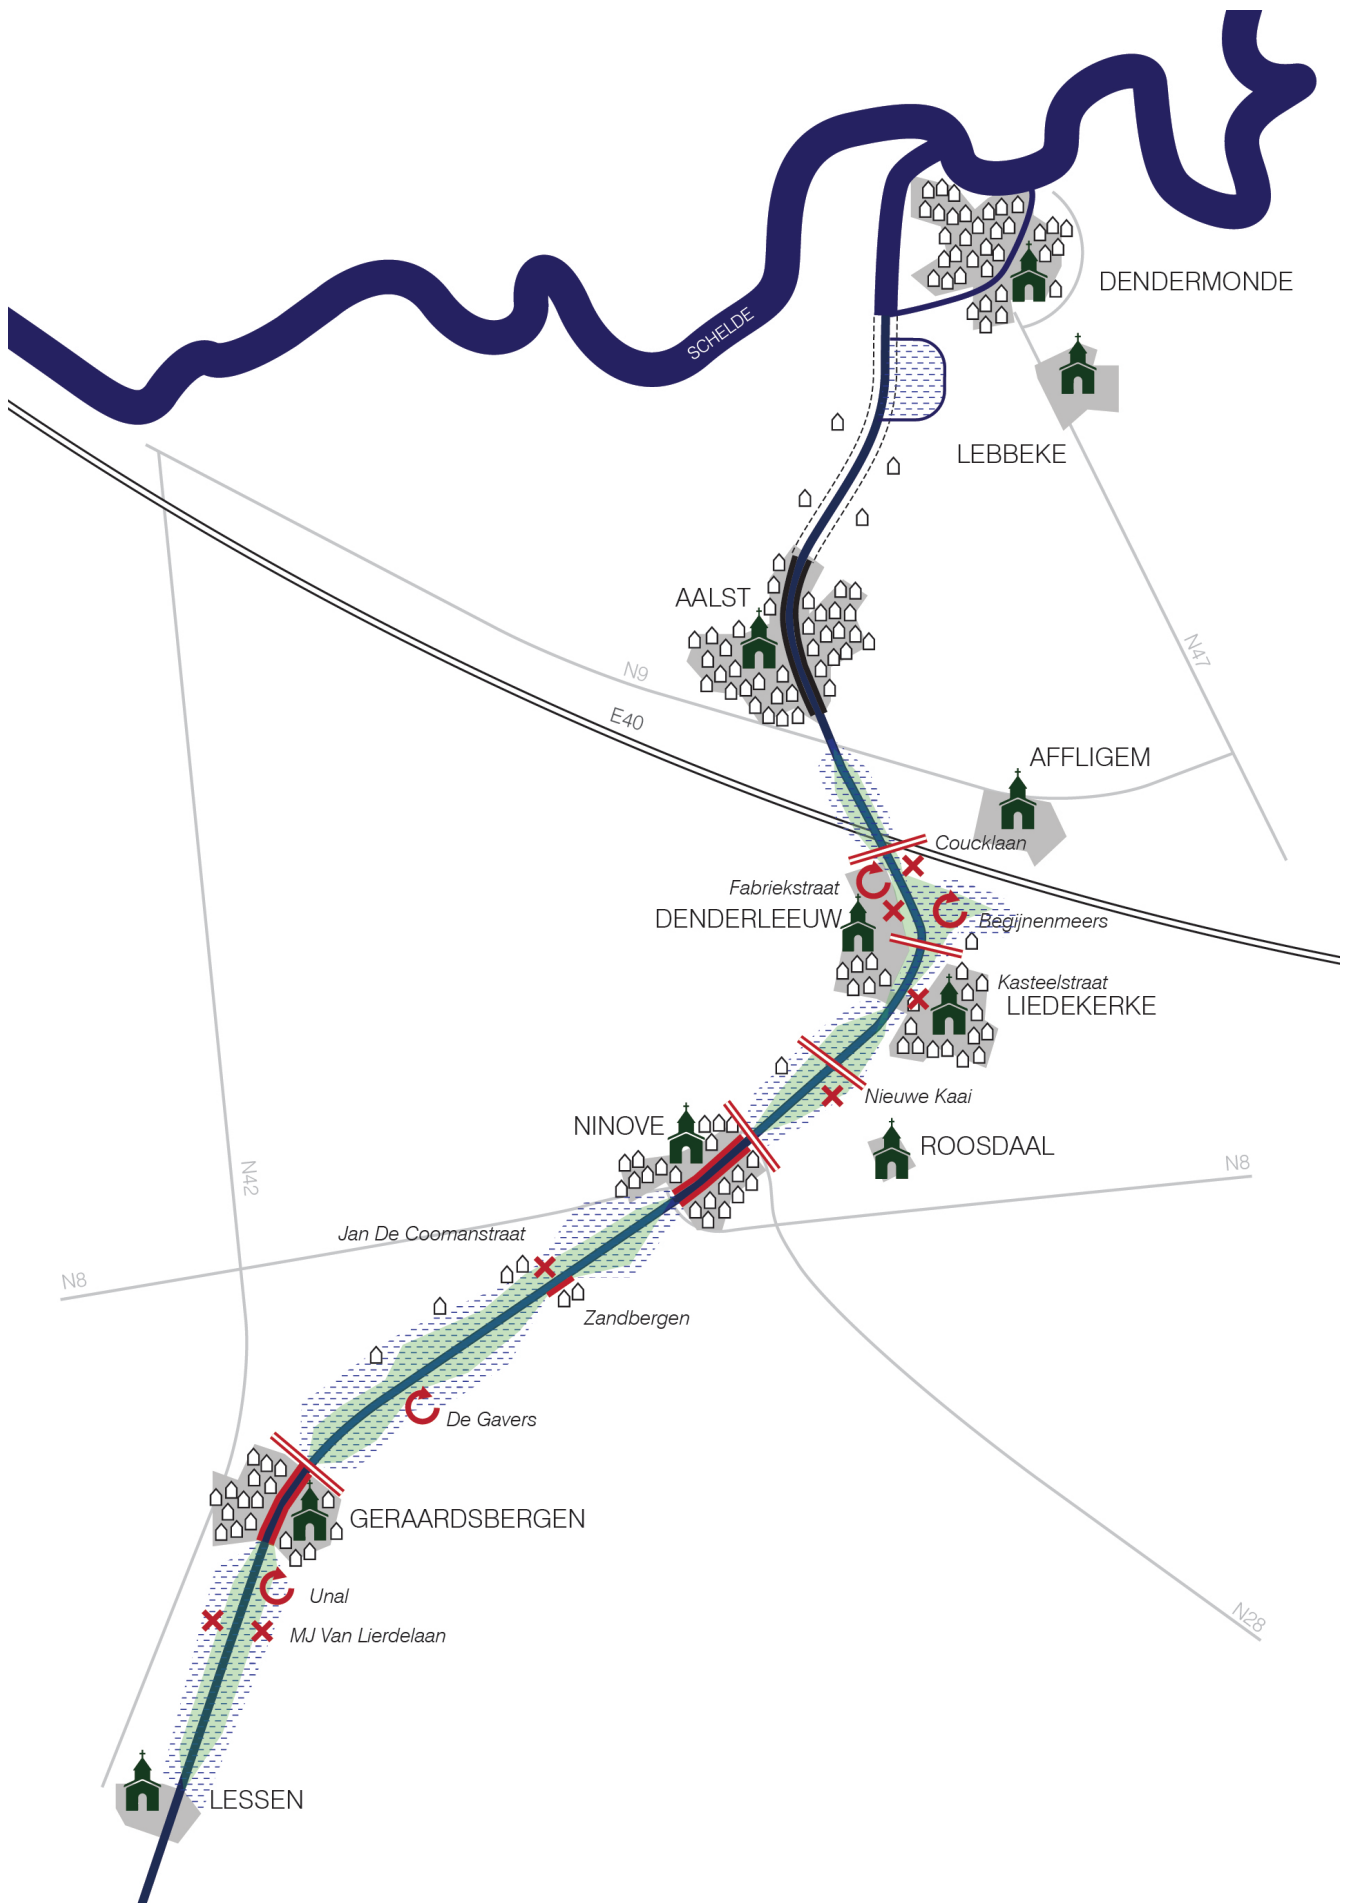 DENDERMONDE
SCHELDE
LEBBEKE
AALST
N47
N9
E40
AFFLIGEM
Coucklaan
Fabriekstraat
DENDERLEEUW
Begijnenmeers
Kasteelstraat
LIEDEKERKE
Nieuwe Kaai
NINOVE
ROOSDAAL
N8
N42
Jan De Coomanstraat
N8
Zandbergen
De Gavers
GERAARDSBERGEN
Unal
N28
MJ Van Lierdelaan
LESSEN